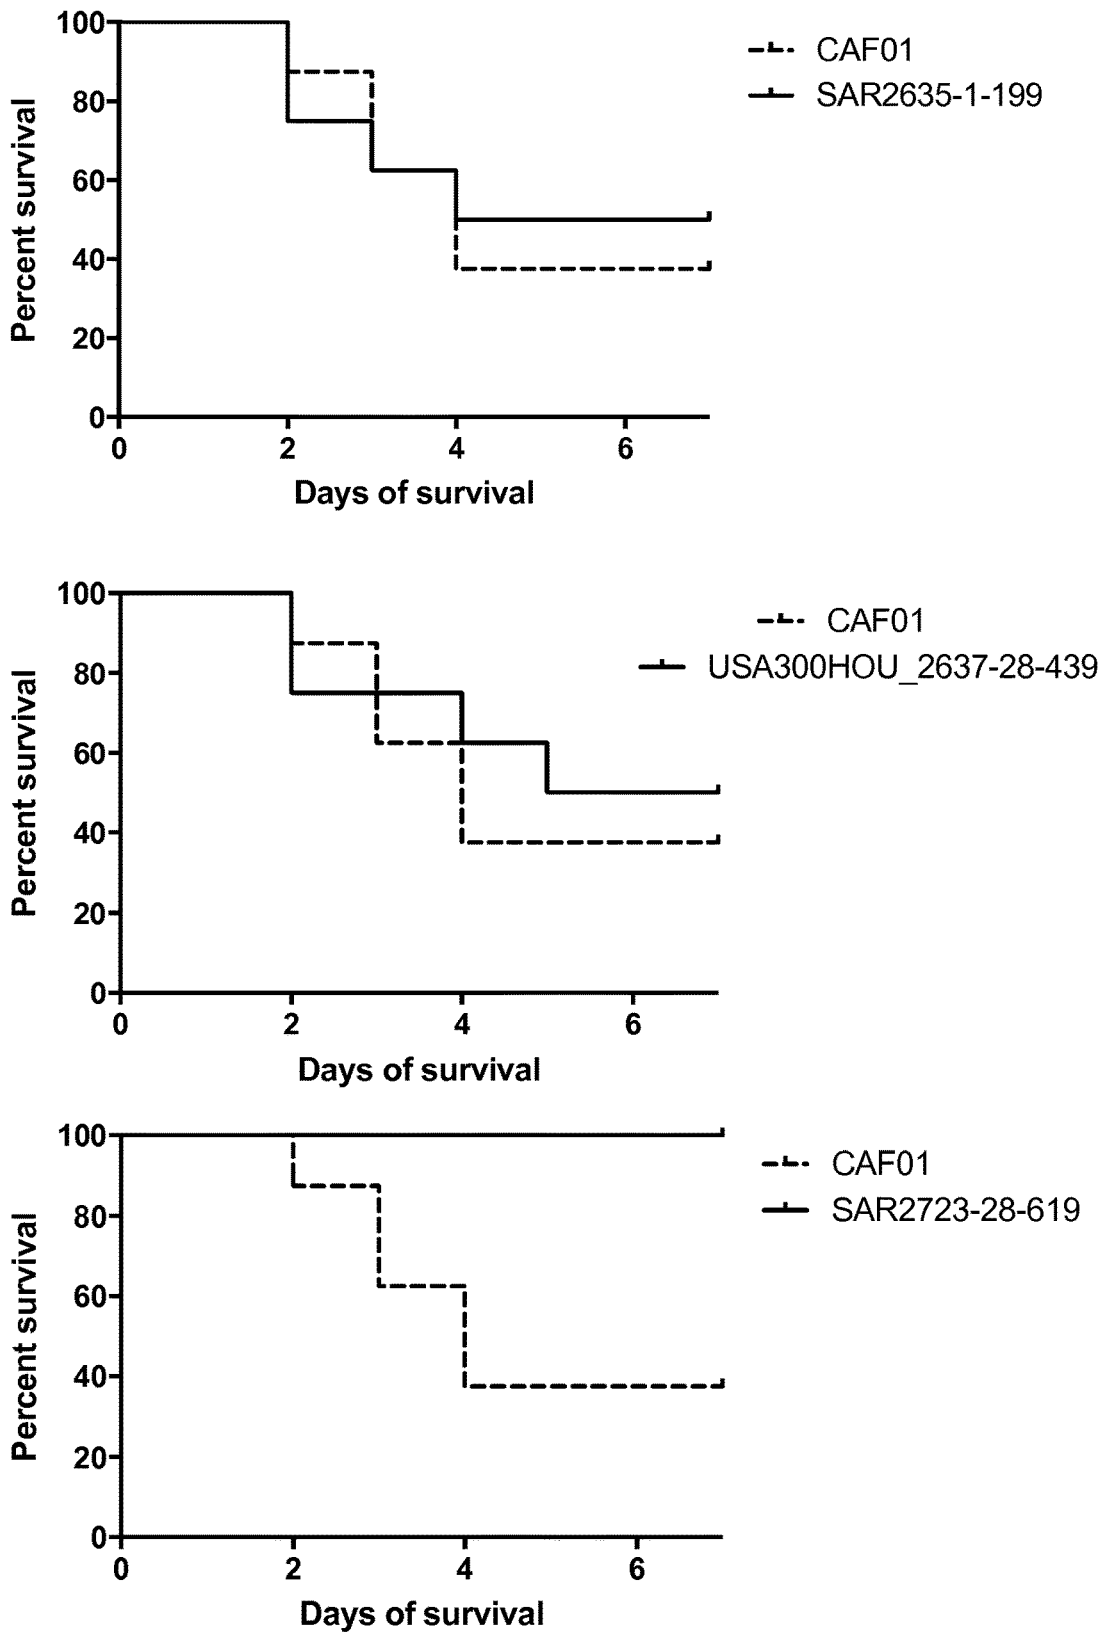 Percent survival
100
80
60
40
20
0
0 2 4 6
Days of survival
CAF01
SAR2635-1-199
Percent survival
100
80
60
40
20
0
0 2 4 6
Days of survival
CAF01
USA300HOU_2637-28-439
Percent survival
100
80
60
40
20
0
0 2 4 6
Days of survival
CAF01
SAR2723-28-619